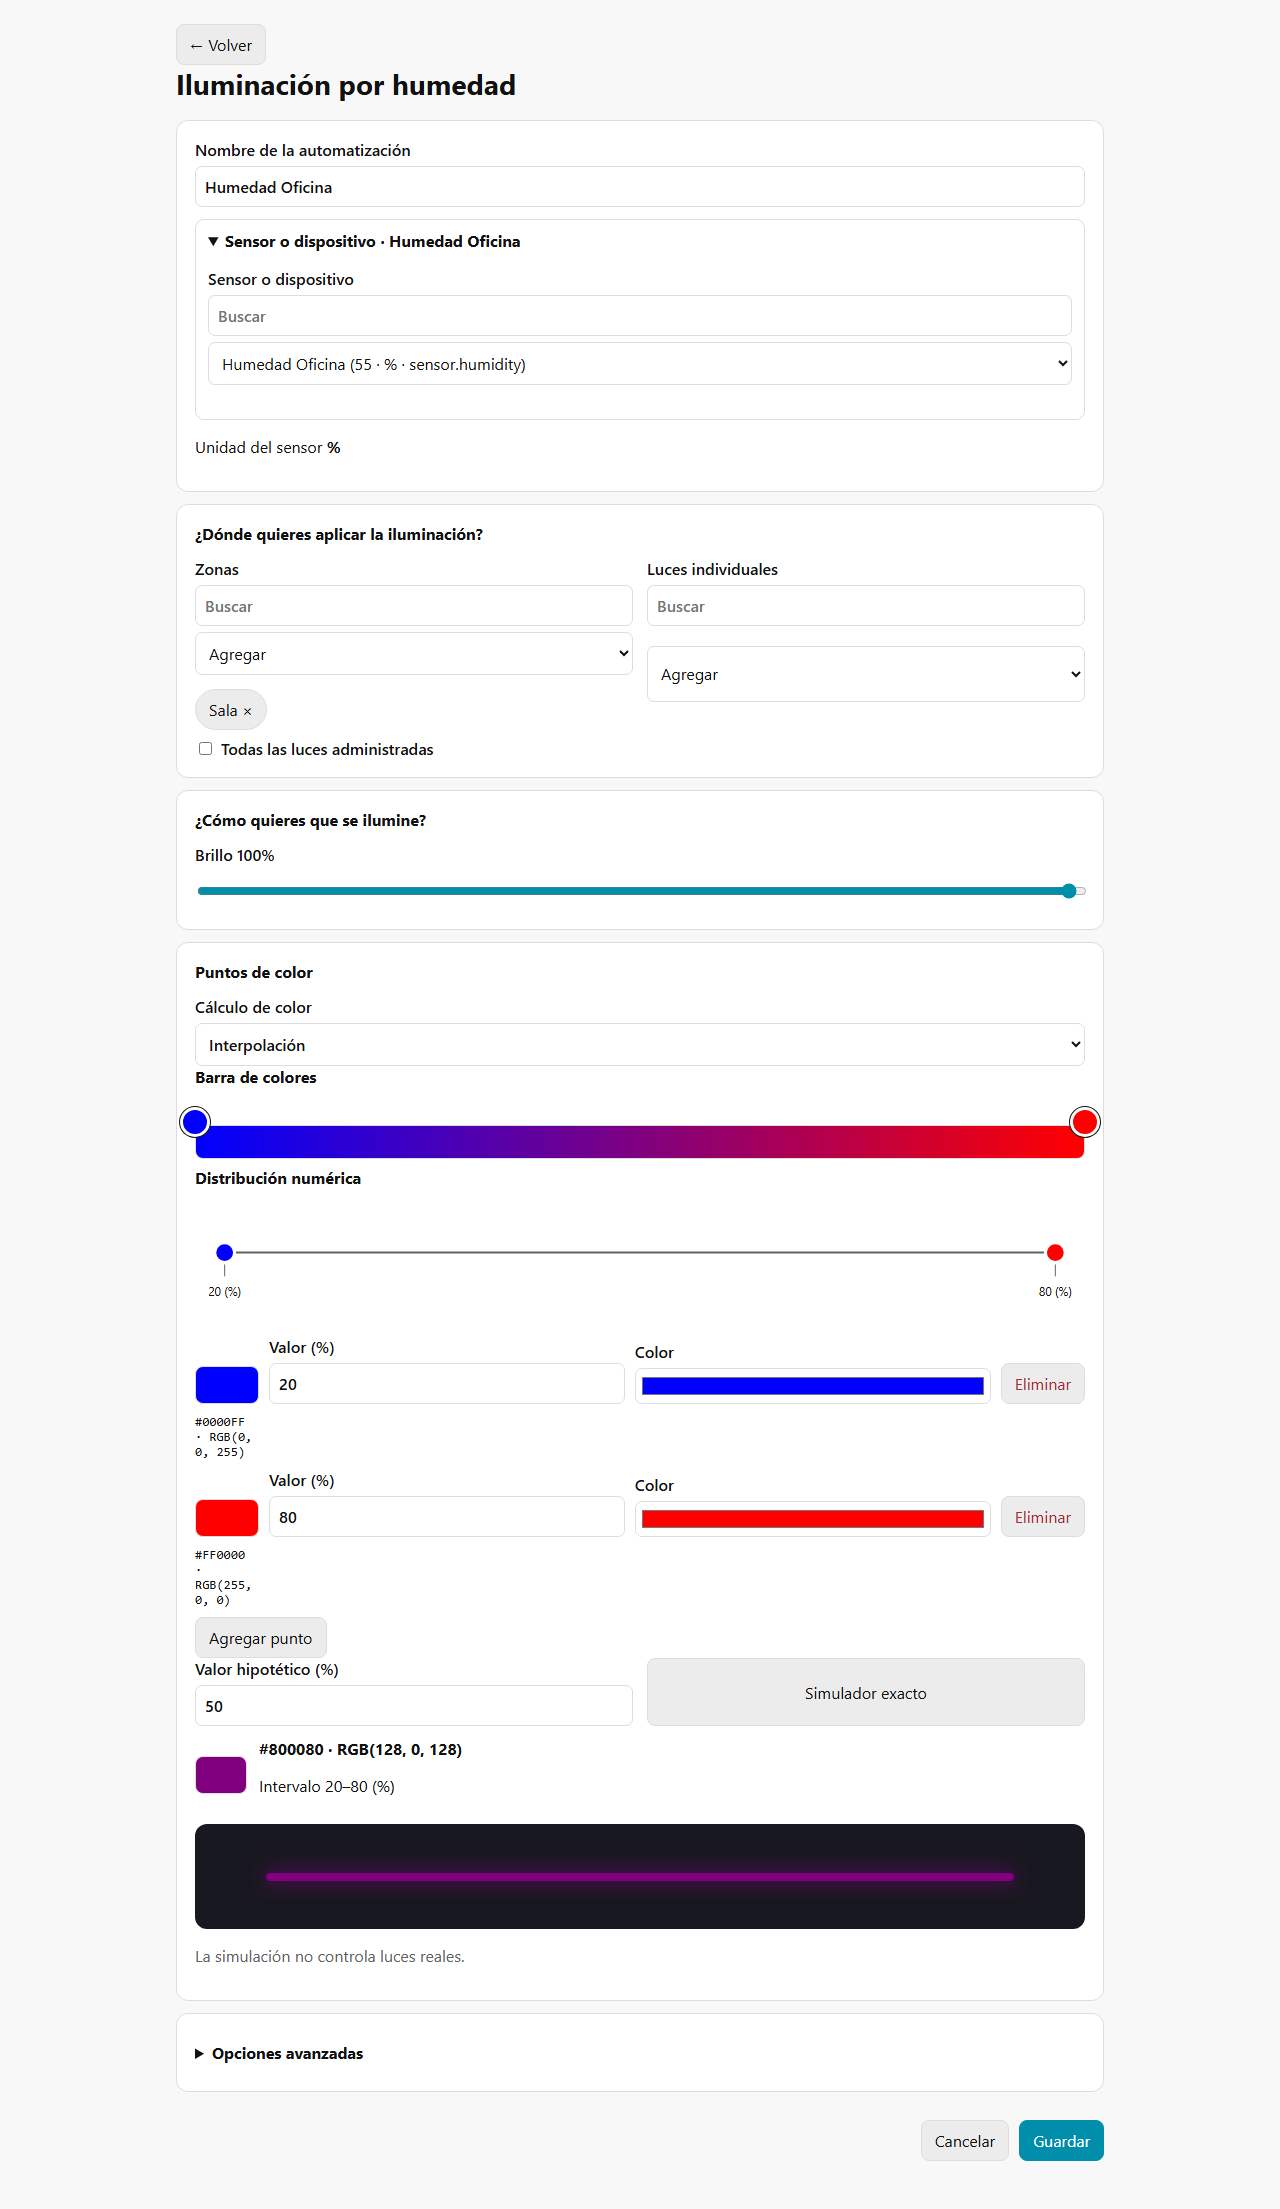 ← Volver
Iluminación por humedad
Nombre de la automatización
Humedad Oficina
▼ Sensor o dispositivo · Humedad Oficina
Sensor o dispositivo
Buscar
Humedad Oficina (55 · % · sensor.humidity)
Unidad del sensor %
¿Dónde quieres aplicar la iluminación?
Zonas
Luces individuales
Buscar
Buscar
Agregar
Agregar
Sala ×
Todas las luces administradas
¿Cómo quieres que se ilumine?
Brillo 100%
Puntos de color
Cálculo de color
Interpolación
Barra de colores
Distribución numérica
20 (%)
80 (%)
Valor (%)
Color
20
Eliminar
#0000FF
· RGB(0,
0, 255)
Valor (%)
Color
80
Eliminar
#FF0000
·
RGB(255,
0, 0)
Agregar punto
Valor hipotético (%)
50
Simulador exacto
#800080 · RGB(128, 0, 128)
Intervalo 20–80 (%)
La simulación no controla luces reales.
▶ Opciones avanzadas
Cancelar
Guardar